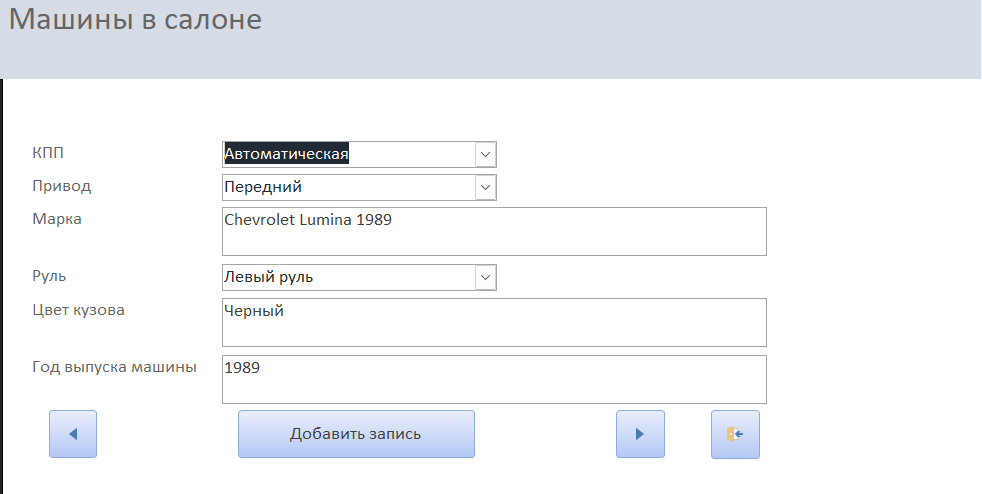 Машины в салоне
КПП Автоматическая
Привод Передний
Марка Chevrolet Lumina 1989
Руль Левый руль
Цвет кузова Черный
Год выпуска машины 1989
Добавить запись